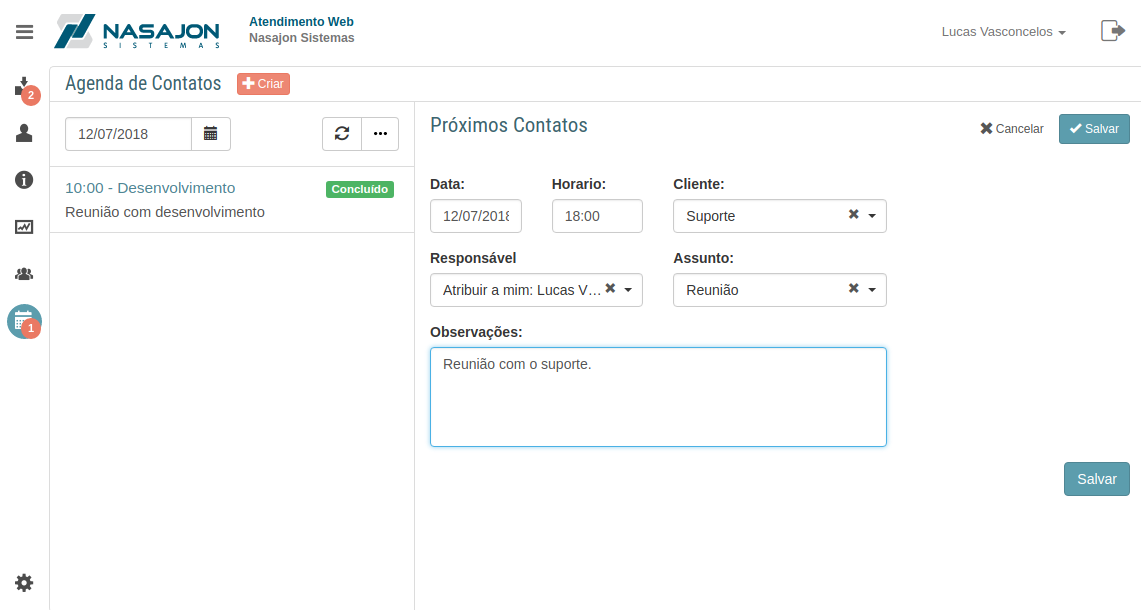 NASAJON
SISTEMAS
Atendimento Web
Nasajon Sistemas
Lucas Vasconcelos
2
1
Agenda de Contatos
Criar
12/07/2018
10:00 - Desenvolvimento
Concluído
Reunião com desenvolvimento
Próximos Contatos
Cancelar
Salvar
Data:
Horario:
Cliente:
12/07/2018
18:00
Suporte
Responsável
Assunto:
Atribuir a mim: Lucas V...
Reunião
Observações:
Reunião com o suporte.
Salvar